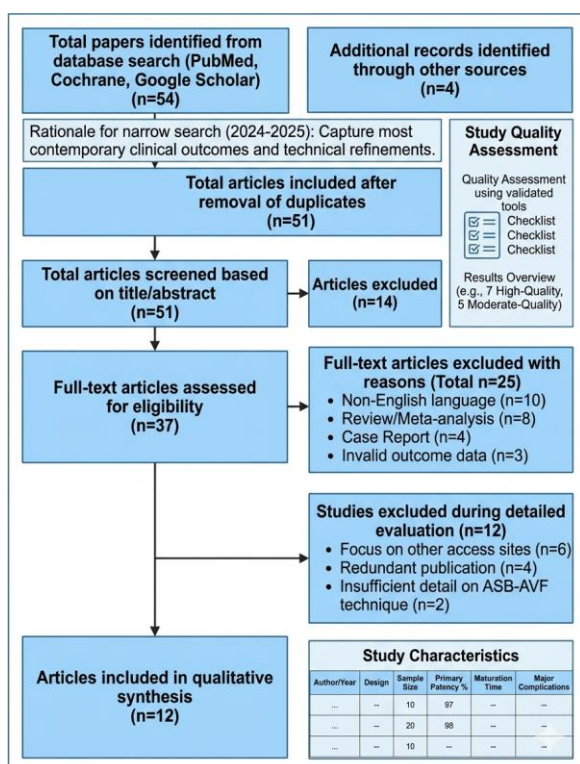 Total papers identified from
database search (PubMed,
Cochrane, Google Scholar)
(n=54)
Additional records identified
through other sources
(n=4)
Rationale for narrow search (2024-2025): Capture most
contemporary clinical outcomes and technical refinements.
Total articles included after
removal of duplicates
(n=51)
Study Quality
Assessment
Quality Assessment
using validated
tools
Checklist
Checklist
Checklist
Results Overview
(e.g., 7 High-Quality,
5 Moderate-Quality)
Total articles screened based
on title/abstract
(n=51)
Articles excluded
(n=14)
Full-text articles assessed
for eligibility
(n=37)
Full-text articles excluded with
reasons (Total n=25)
• Non-English language (n=10)
• Review/Meta-analysis (n=8)
• Case Report (n=4)
• Invalid outcome data (n=3)
Studies excluded during detailed
evaluation (n=12)
• Focus on other access sites (n=6)
• Redundant publication (n=4)
• Insufficient detail on ASB-AVF
technique (n=2)
Articles included in qualitative
synthesis
(n=12)
Study Characteristics
Author/Year Design Sample Size Primary Patency % Maturation Time Major Complications
... -- 10 97 -- --
... -- 20 98 -- --
... -- 10 -- -- --